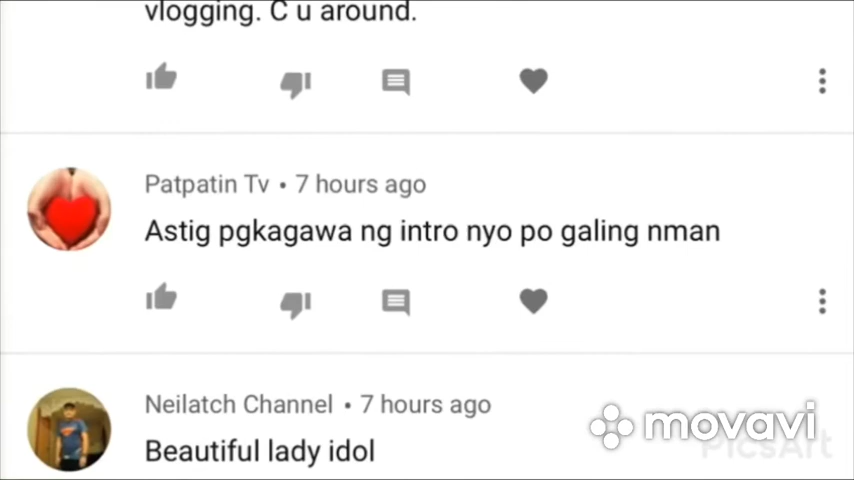 vlogging. C u around.
Patpatin Tv • 7 hours ago
Astig pgkagawa ng intro nyo po galing nman
Neilatch Channel • 7 hours ago
Beautiful lady idol
movavi
PicsArt